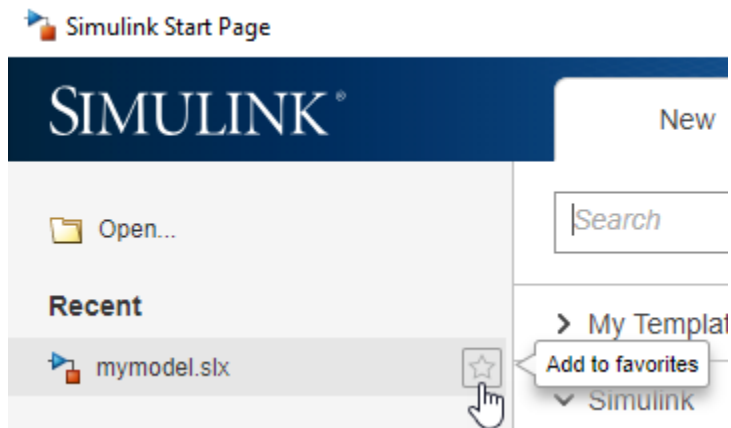 Simulink Start Page
SIMULINK®
New
Open...
Search
Recent
My Templat
mymodel.slx
Add to favorites
Simulink